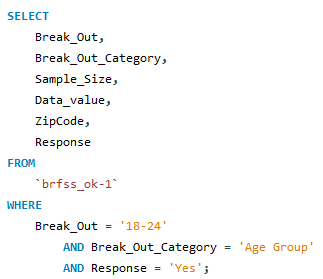 SELECT
Break_Out,
Break_Out_Category,
Sample_Size,
Data_value,
ZipCode,
Response
FROM
`brfss_ok-1`
WHERE
Break_Out = '18-24'
AND Break_Out_Category = 'Age Group'
AND Response = 'Yes';